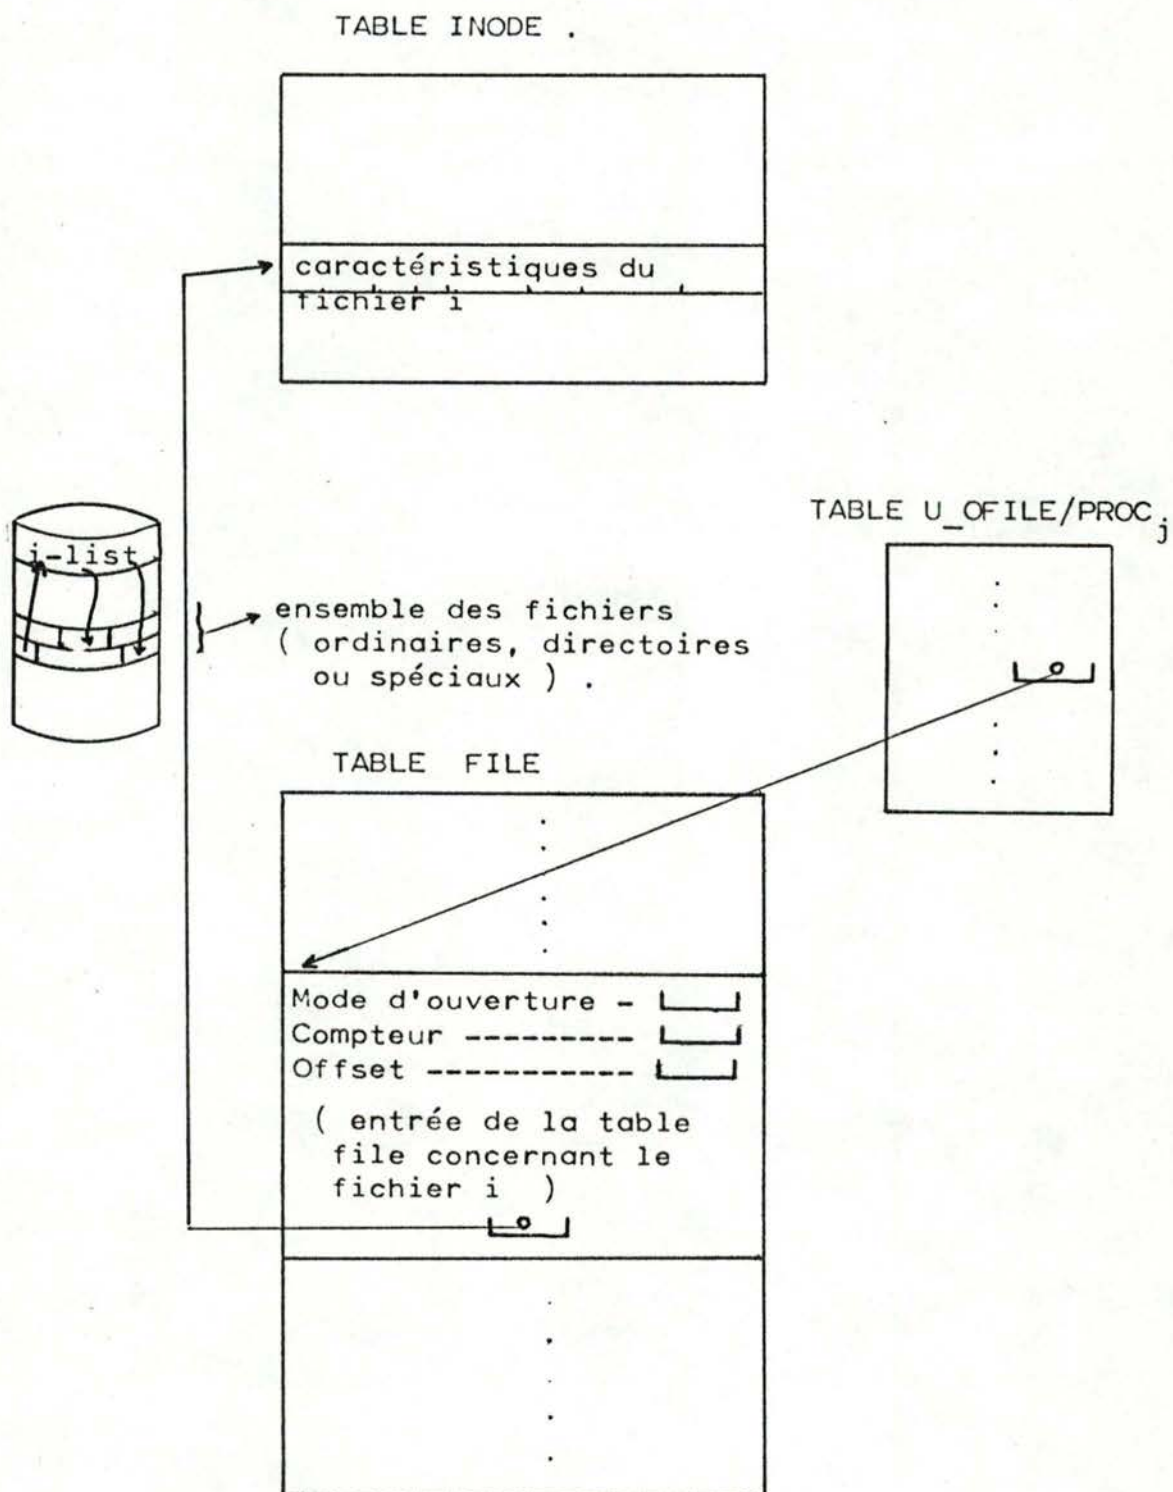 TABLE INODE .
caractéristiques du
fichier i
i-list
TABLE U_OFILE/PROC j
ensemble des fichiers
( ordinaires, directoires
ou spéciaux ) .
TABLE FILE
Mode d'ouverture -
Compteur ---------
Offset -----------
( entrée de la table
file concernant le
fichier i )